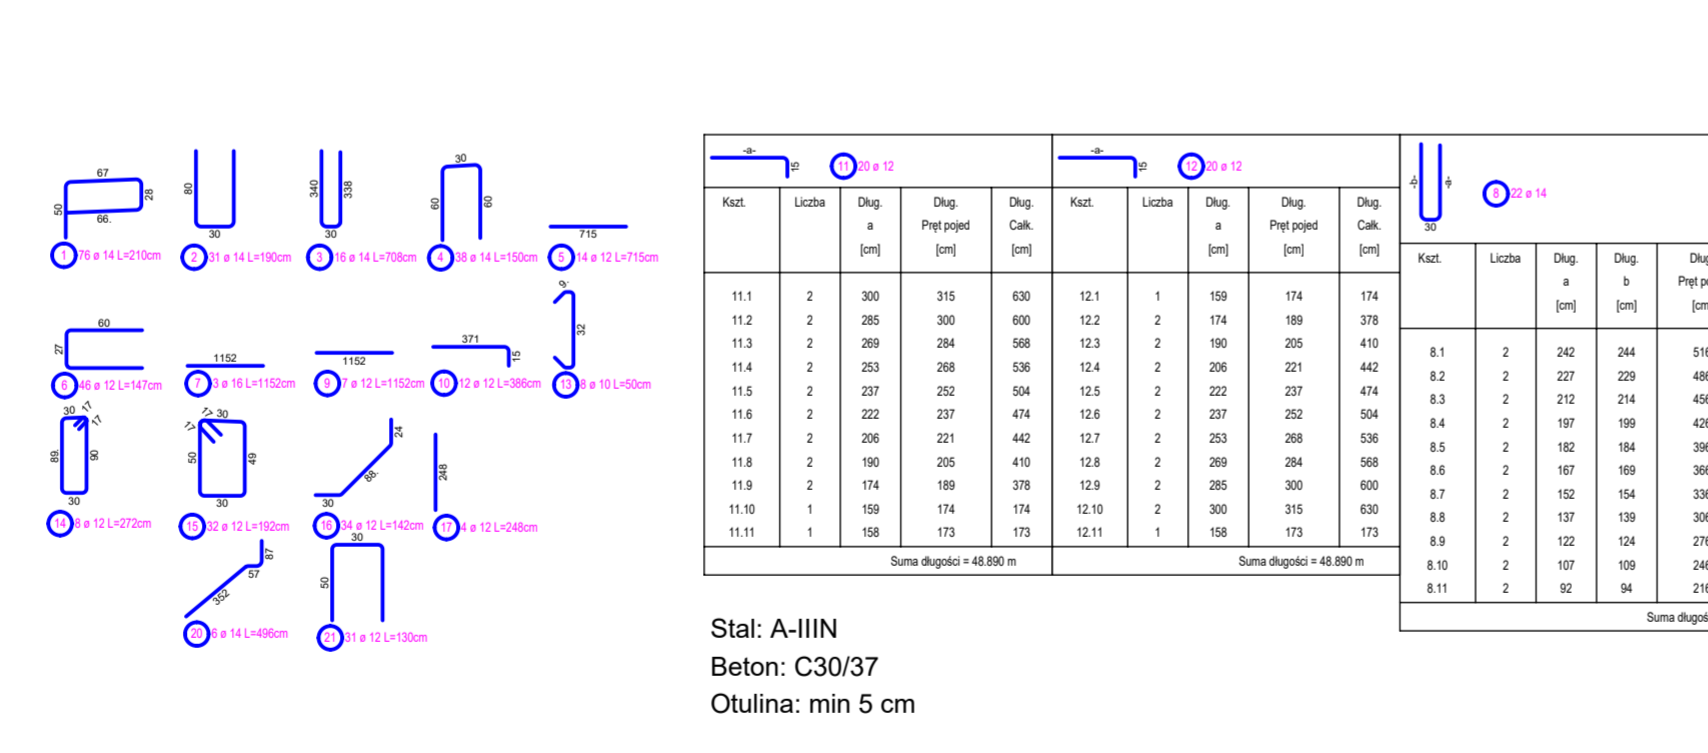 67
50
66.
28
1 76 ø 14 L=210cm
80
30
2 31 ø 14 L=190cm
340
338
30
3 16 ø 14 L=708cm
30
60
60
4 38 ø 14 L=150cm
715
5 14 ø 12 L=715cm
60
27
6 46 ø 12 L=147cm
1152
7 3 ø 16 L=1152cm
1152
9 7 ø 12 L=1152cm
371
15
10 12 ø 12 L=386cm
9.
32
13 8 ø 10 L=50cm
30
17
17
89.
90
30
14 8 ø 12 L=272cm
17
30
17
50
49
30
15 32 ø 12 L=192cm
24
88.
30
16 34 ø 12 L=142cm
248
17 4 ø 12 L=248cm
87
57
352
20 6 ø 14 L=496cm
30
50
21 31 ø 12 L=130cm
-a-
15
11 20 ø 12
Kszt. Liczba Dług. Dług. Dług.
a Pręt pojed Całk.
[cm] [cm] [cm]
11.1 2 300 315 630
11.2 2 285 300 600
11.3 2 269 284 568
11.4 2 253 268 536
11.5 2 237 252 504
11.6 2 222 237 474
11.7 2 206 221 442
11.8 2 190 205 410
11.9 2 174 189 378
11.10 1 159 174 174
11.11 1 158 173 173
Suma długości = 48.890 m
-a-
15
12 20 ø 12
Kszt. Liczba Dług. Dług. Dług.
a Pręt pojed Całk.
[cm] [cm] [cm]
12.1 1 159 174 174
12.2 2 174 189 378
12.3 2 190 205 410
12.4 2 206 221 442
12.5 2 222 237 474
12.6 2 237 252 504
12.7 2 253 268 536
12.8 2 269 284 568
12.9 2 285 300 600
12.10 2 300 315 630
12.11 1 158 173 173
Suma długości = 48.890 m
-b-
-a-
30
8 22 ø 14
Kszt. Liczba Dług. Dług. Dług
a b Pręt po
[cm] [cm] [cm
8.1 2 242 244 516
8.2 2 227 229 486
8.3 2 212 214 456
8.4 2 197 199 426
8.5 2 182 184 396
8.6 2 167 169 366
8.7 2 152 154 336
8.8 2 137 139 306
8.9 2 122 124 276
8.10 2 107 109 246
8.11 2 92 94 216
Suma długoś
Stal: A-IIIN
Beton: C30/37
Otulina: min 5 cm